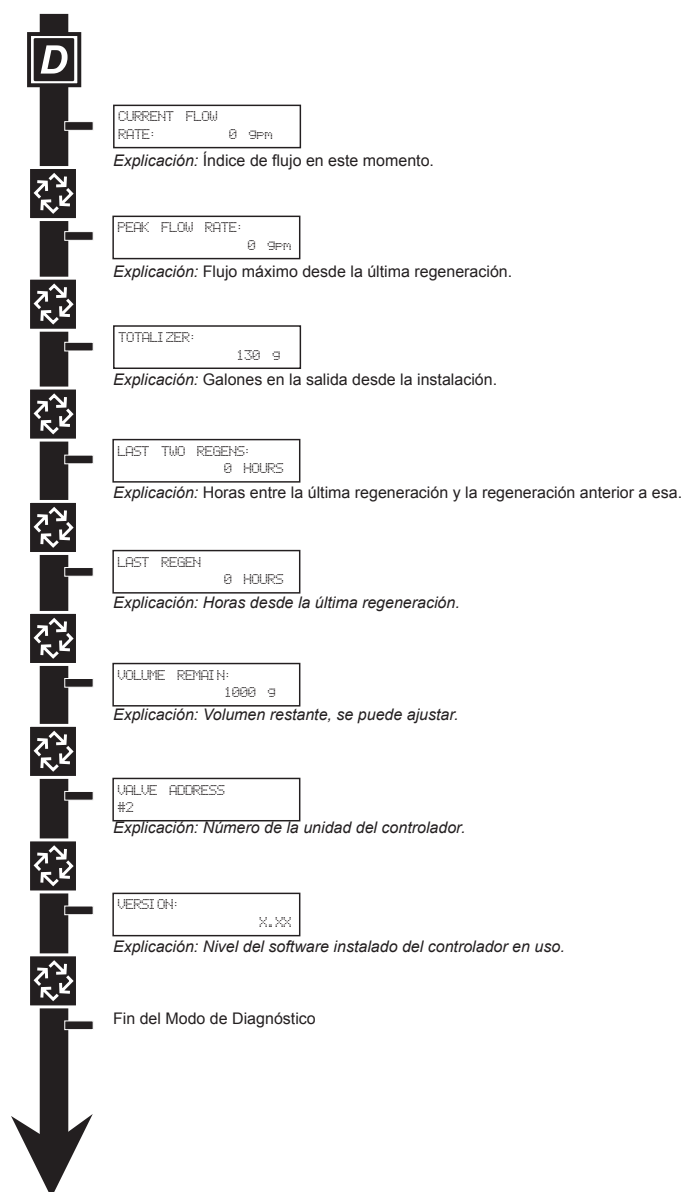 D
CURRENT FLOW
RATE: 0 gpm
Explicación: Índice de flujo en este momento.
PEAK FLOW RATE:
0 gpm
Explicación: Flujo máximo desde la última regeneración.
TOTALIZER:
130 g
Explicación: Galones en la salida desde la instalación.
LAST TWO REGENS:
0 HOURS
Explicación: Horas entre la última regeneración y la regeneración anterior a esa.
LAST REGEN
0 HOURS
Explicación: Horas desde la última regeneración.
VOLUME REMAIN:
1000 g
Explicación: Volumen restante, se puede ajustar.
VALVE ADDRESS
#2
Explicación: Número de la unidad del controlador.
VERSION:
X.XX
Explicación: Nivel del software instalado del controlador en uso.
Fin del Modo de Diagnóstico